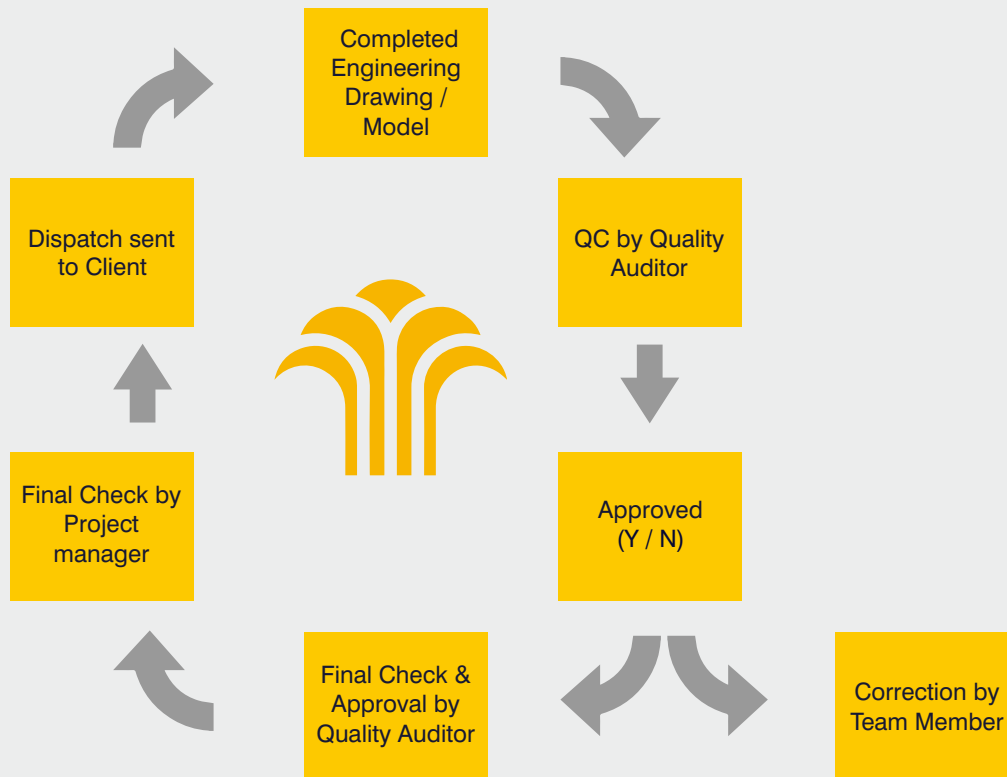 Completed
Engineering
Drawing /
Model
Dispatch sent
to Client
QC by Quality
Auditor
Final Check by
Project
manager
Approved
(Y / N)
Final Check &
Approval by
Quality Auditor
Correction by
Team Member